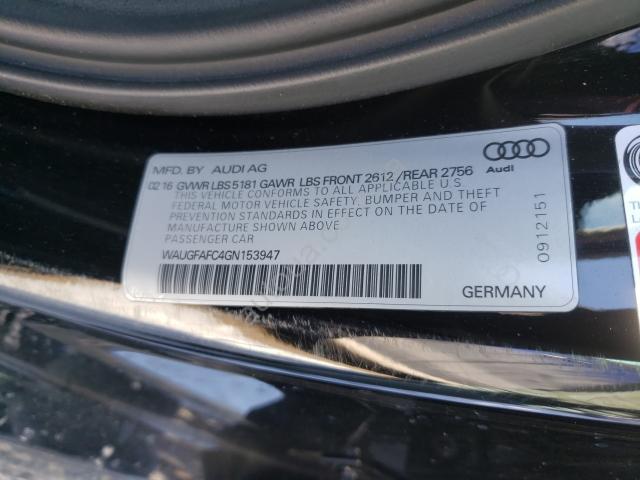 MFD. BY AUDI AG
02 16 GVWR LBS 5181 GAWR LBS FRONT 2612 /REAR 2756
THIS VEHICLE CONFORMS TO ALL APPLICABLE U.S.
FEDERAL MOTOR VEHICLE SAFETY, BUMPER AND THEFT
PREVENTION STANDARDS IN EFFECT ON THE DATE OF
MANUFACTURE SHOWN ABOVE
PASSENGER CAR
WAUGFAFC4GN153947
Audi
0912151
GERMANY